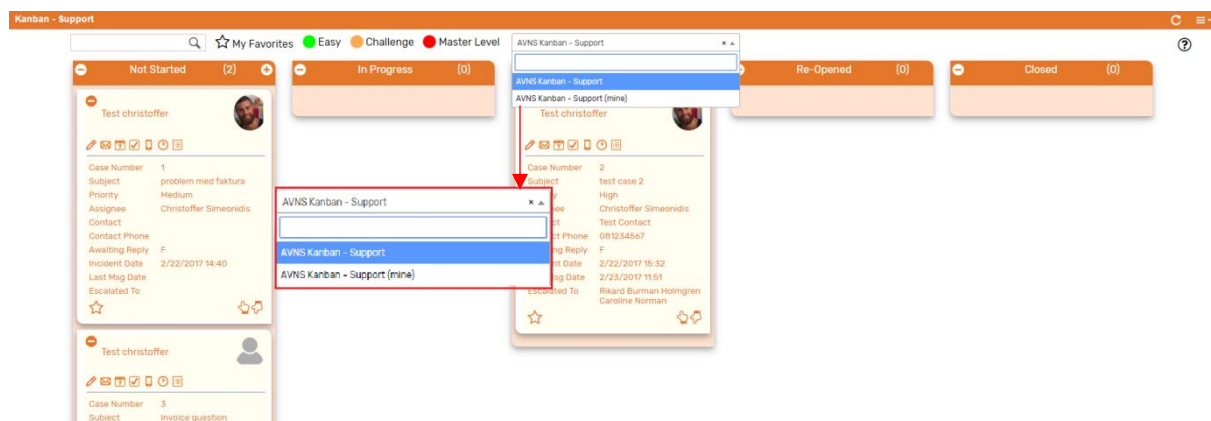 Kanban - Support
My Favorites Easy Challenge Master Level AVNS Kanban - Support × ▲
AVNS Kanban - Support
AVNS Kanban - Support (mine)
Not Started (2)
In Progress (0)
Re-Opened (0)
Closed (0)
Test christoffer
Case Number 1
Subject problem med faktura
Priority Medium
Assignee Christoffer Simeonidis
Contact
Contact Phone
Awaiting Reply F
Incident Date 2/22/2017 14:40
Last Msg Date
Escalated To
Test christoffer
Case Number 3
Subject Invoice question
AVNS Kanban - Support × ▲
AVNS Kanban - Support
AVNS Kanban - Support (mine)
Test christoffer
Case Number 2
Subject test case 2
High
Christoffer Simeonidis
Test Contact
Phone 081234567
Reply F
Date 2/22/2017 15:32
Date 2/23/2017 11:51
Escalated To Rikard Burman Holmgren
Caroline Norman